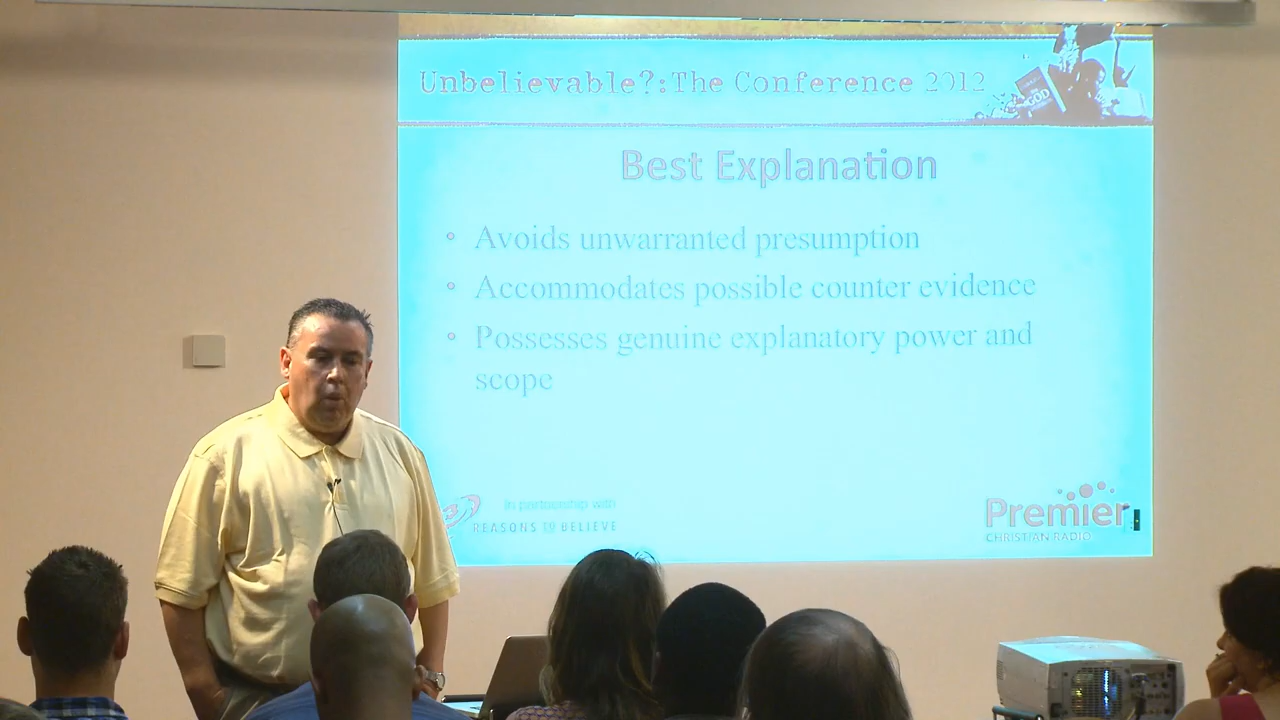 Unbelievable?: The Conference 2012
GOD
Best Explanation
• Avoids unwarranted presumption
• Accommodates possible counter evidence
• Possesses genuine explanatory power and
scope
In partnership with
REASONS TO BELIEVE
Premier
CHRISTIAN RADIO